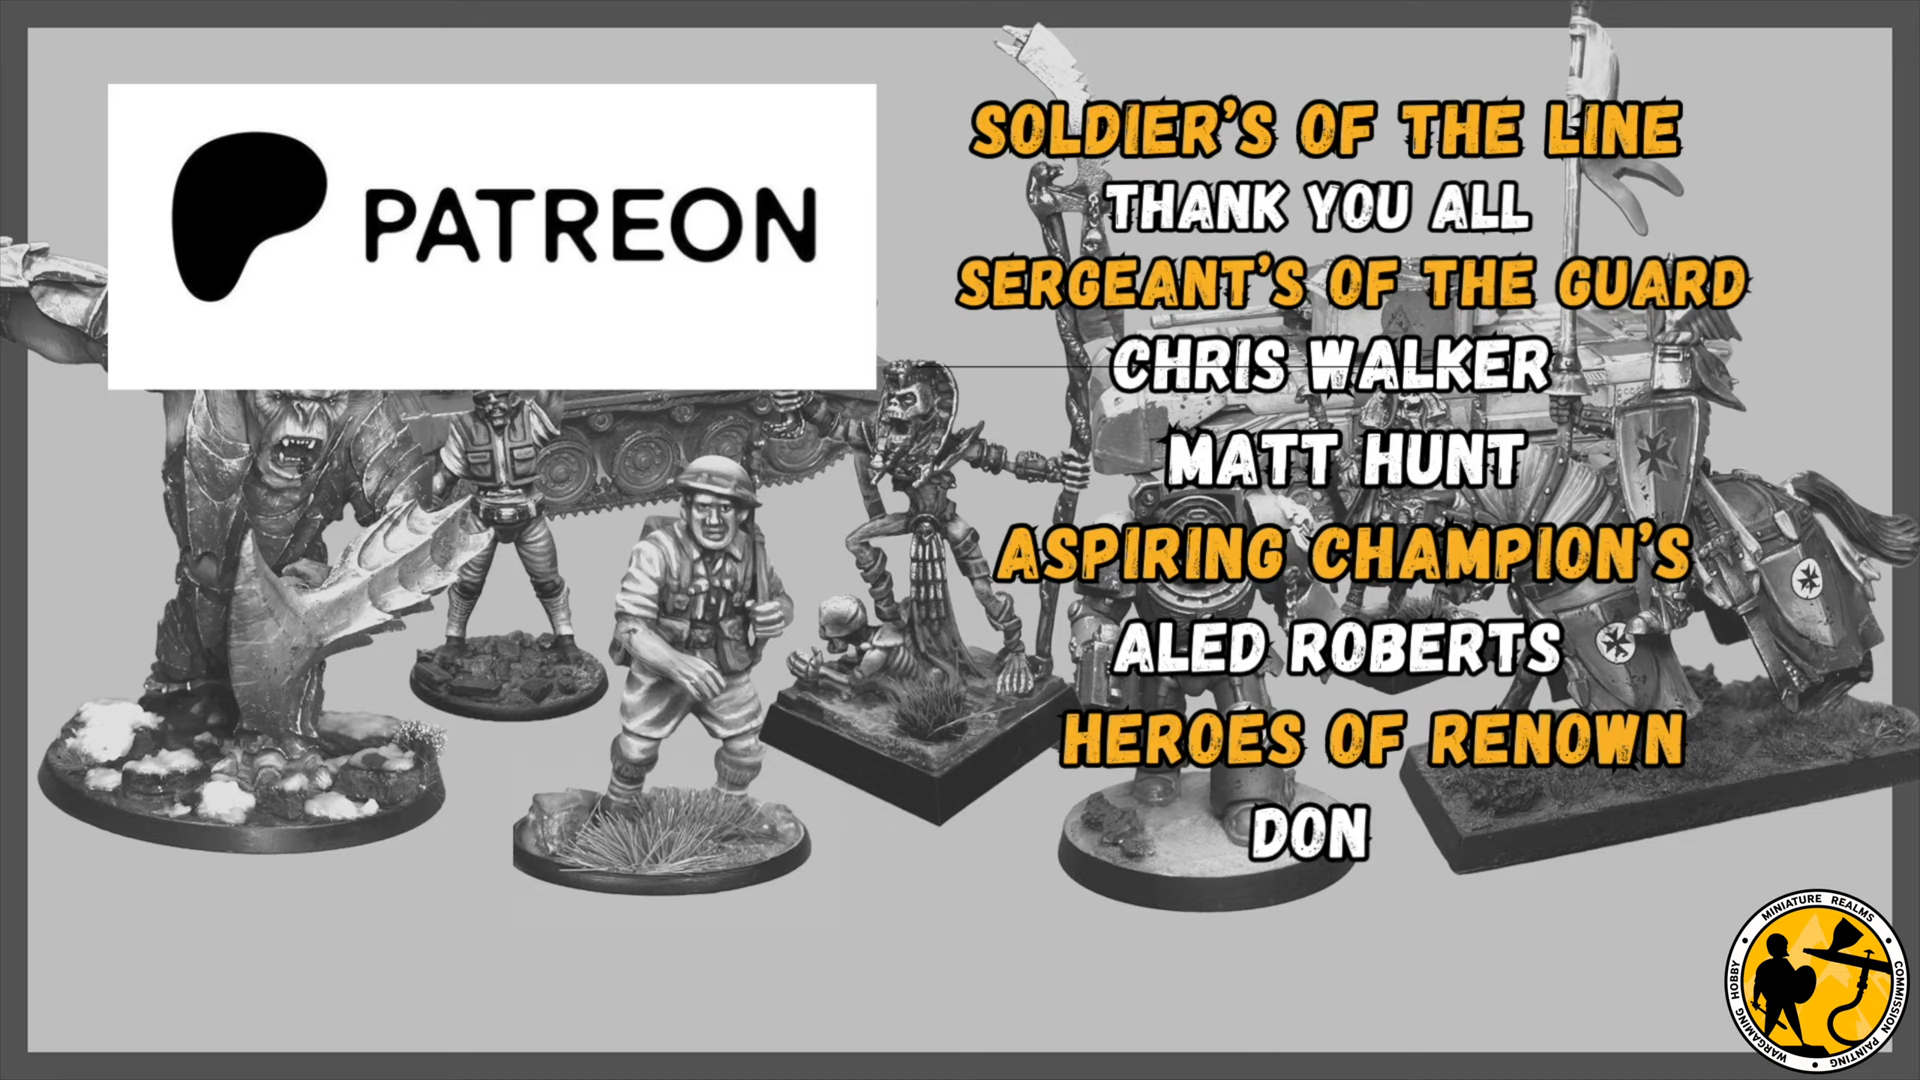 PATREON
SOLDIER'S OF THE LINE
THANK YOU ALL
SERGEANT'S OF THE GUARD
CHRIS WALKER
MATT HUNT
ASPIRING CHAMPION'S
ALED ROBERTS
HEROES OF RENOWN
DON
MINIATURE REALMS
COMMISSION PAINTING
WARGAMING HOBBY